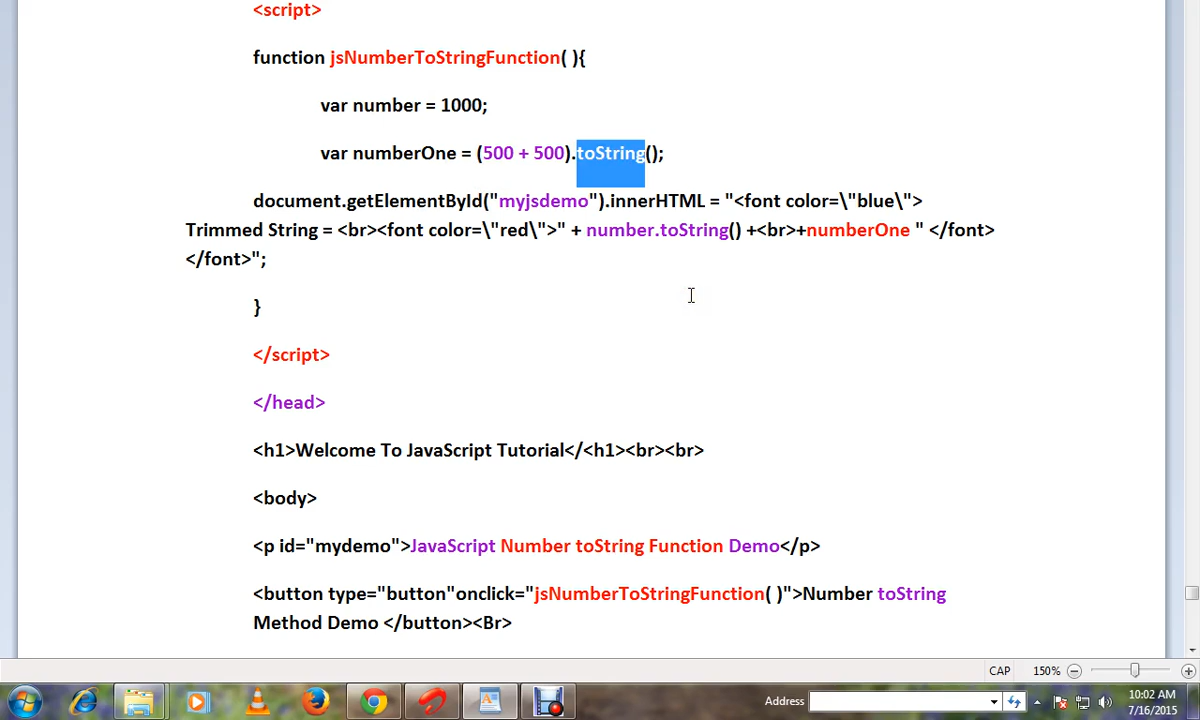 <script>
function jsNumberToStringFunction( ){
var number = 1000;
var numberOne = (500 + 500).toString();
document.getElementById("myjsdemo").innerHTML = "<font color=\"blue\">
Trimmed String = <br><font color=\"red\">" + number.toString() +<br>+numberOne " </font>
</font>";
}
</script>
</head>
<h1>Welcome To JavaScript Tutorial</<h1><br><br>
<body>
<p id="mydemo">JavaScript Number toString Function Demo</p>
<button type="button"onclick="jsNumberToStringFunction( )">Number toString
Method Demo </button><Br>
CAP 150%
Address
10:02 AM
7/16/2015